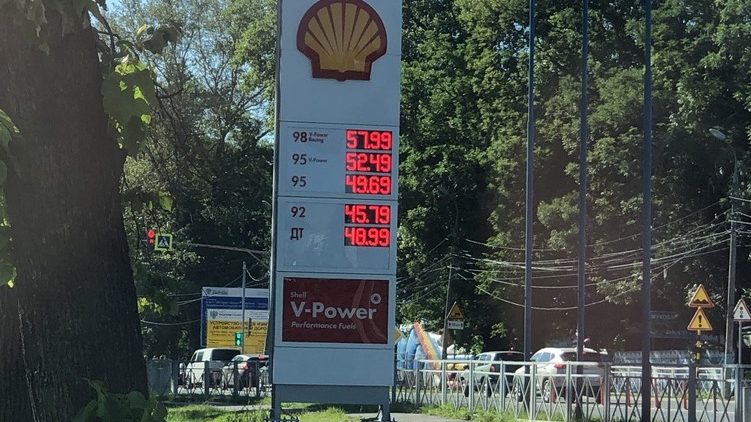 98 V-Power Racing 57.99
95 V-Power 52.49
95 49.69
92 45.79
ДТ 48.99
Shell
V-Power
Performance Fuels